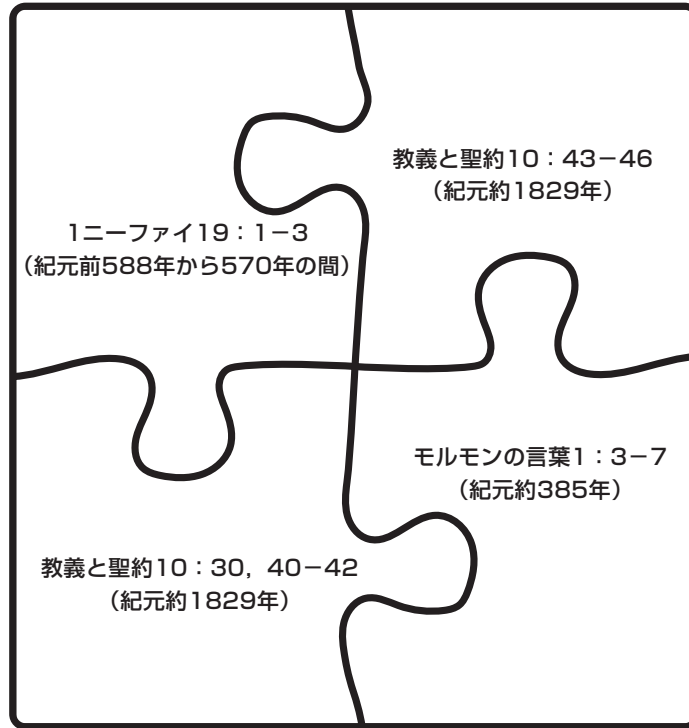 1ニーファイ19：1－3
（紀元前588年から570年の間）
教義と聖約10：43－46
（紀元約1829年）
教義と聖約10：30，40－42
（紀元約1829年）
モルモンの言葉1：3－7
（紀元約385年）